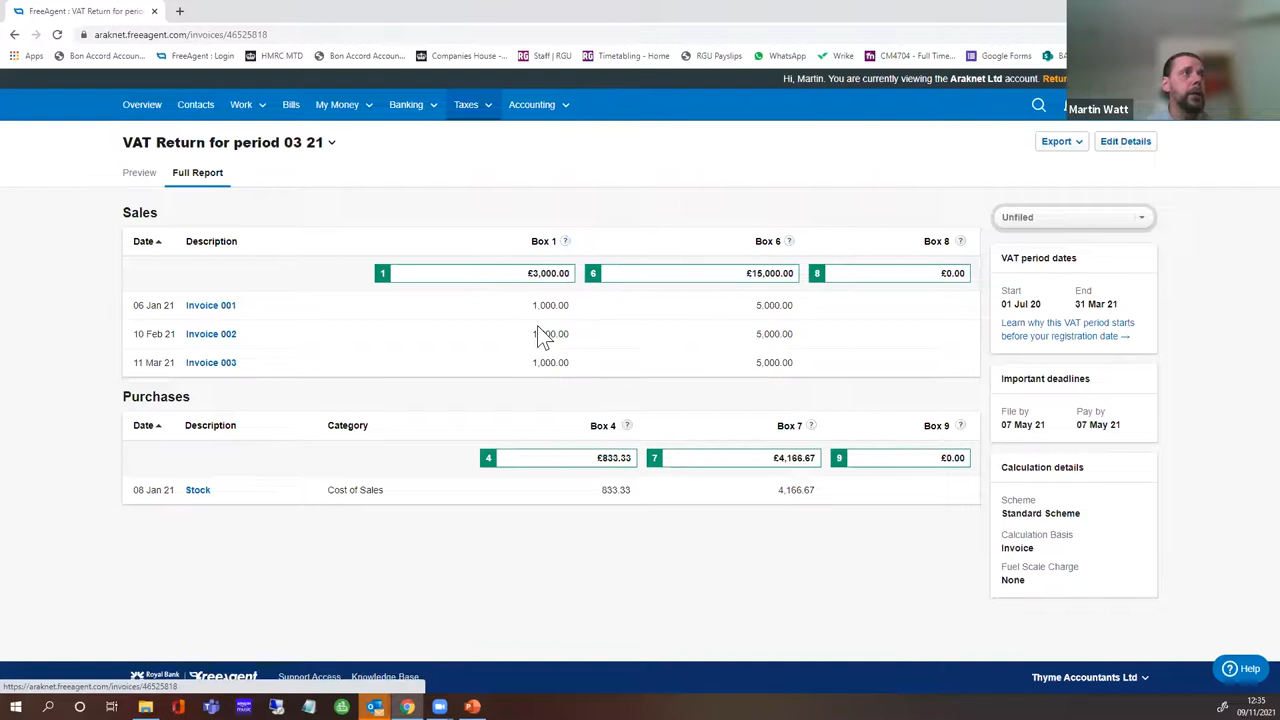 FreeAgent : VAT Return for perio
araknet.freeagent.com/invoices/46525818
Apps Bon Accord Accoun... FreeAgent : Login HMRC MTD Bon Accord Accoun... Companies House -... Staff | RGU Timetabling - Home RGU Payslips WhatsApp Wrike CM4704 - Full Time... Google Forms BA
Hi, Martin. You are currently viewing the Araknet Ltd account. Retur
Overview Contacts Work Bills My Money Banking Taxes Accounting
Martin Watt
VAT Return for period 03 21
Export Edit Details
Preview Full Report
Sales
Unfiled
Date Description Box 1 ? Box 6 ? Box 8 ?
1 £3,000.00 6 £15,000.00 8 £0.00
06 Jan 21 Invoice 001 1,000.00 5,000.00
10 Feb 21 Invoice 002 5,000.00
11 Mar 21 Invoice 003 1,000.00 5,000.00
VAT period dates
Start End
01 Jul 20 31 Mar 21
Learn why this VAT period starts
before your registration date →
Purchases
Date Description Category Box 4 ? Box 7 ? Box 9 ?
4 £833.33 7 £4,166.67 9 £0.00
08 Jan 21 Stock Cost of Sales 833.33 4,166.67
Important deadlines
File by Pay by
07 May 21 07 May 21
Calculation details
Scheme
Standard Scheme
Calculation Basis
Invoice
Fuel Scale Charge
None
? Help
Royal Bank FreeAgent Support Access Knowledge Base
Thyme Accountants Ltd
https://araknet.freeagent.com/invoices/46525818
12:35
09/11/2021